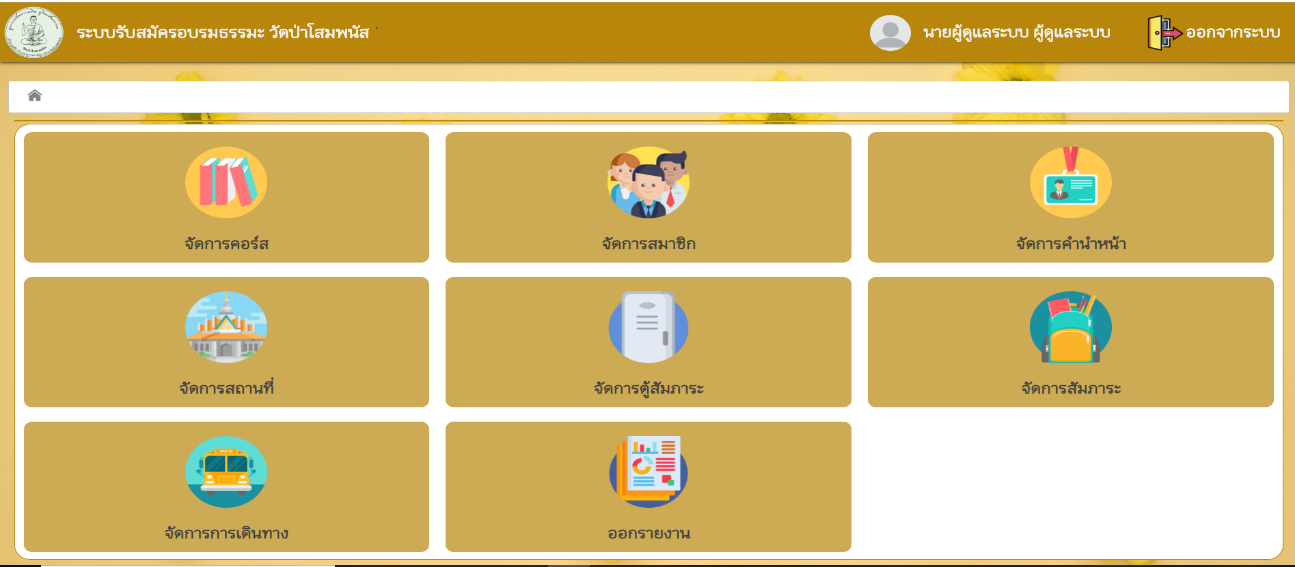 ระบบรับสมัครอบรมธรรมะ วัดป่าโสมพนัส
นายผู้ดูแลระบบ ผู้ดูแลระบบ
ออกจากระบบ
จัดการคอร์ส
จัดการสมาชิก
จัดการคำนำหน้า
จัดการสถานที่
จัดการตู้สัมภาระ
จัดการสัมภาระ
จัดการการเดินทาง
ออกรายงาน